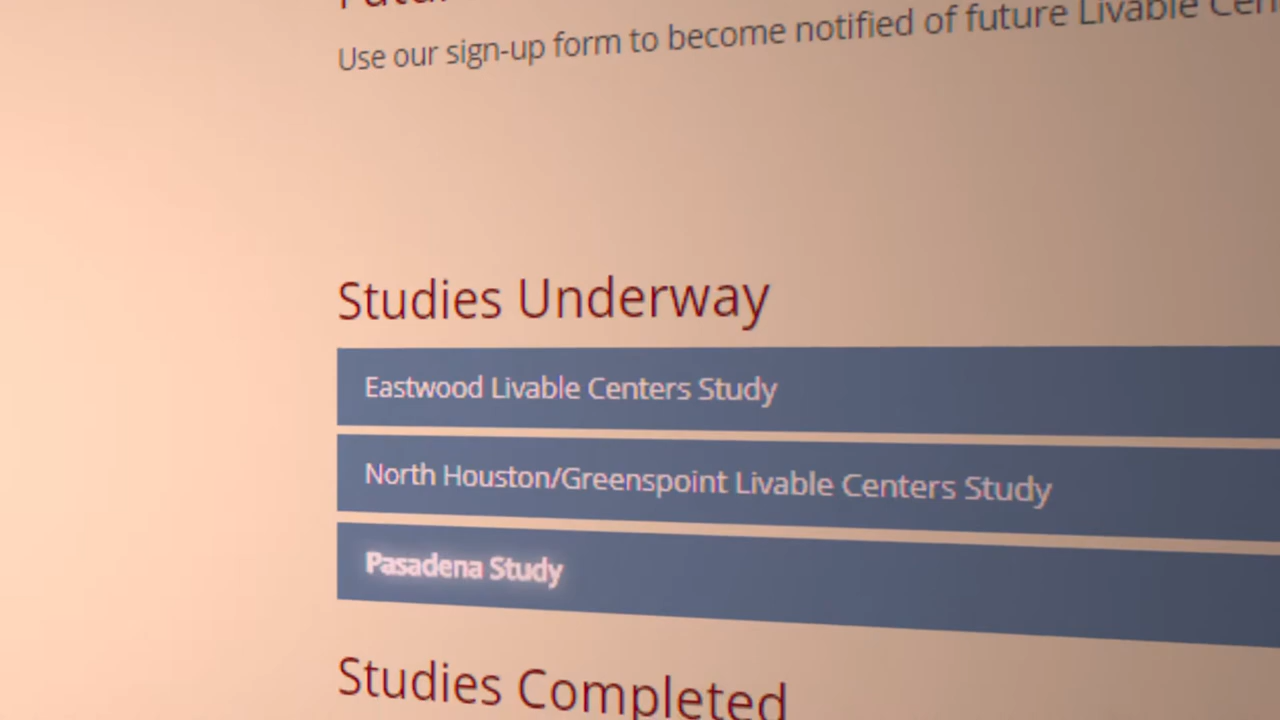 Use our sign-up form to become notified of future Livable
Studies Underway
Eastwood Livable Centers Study
North Houston/Greenspoint Livable Centers Study
Pasadena Study
Studies Completed